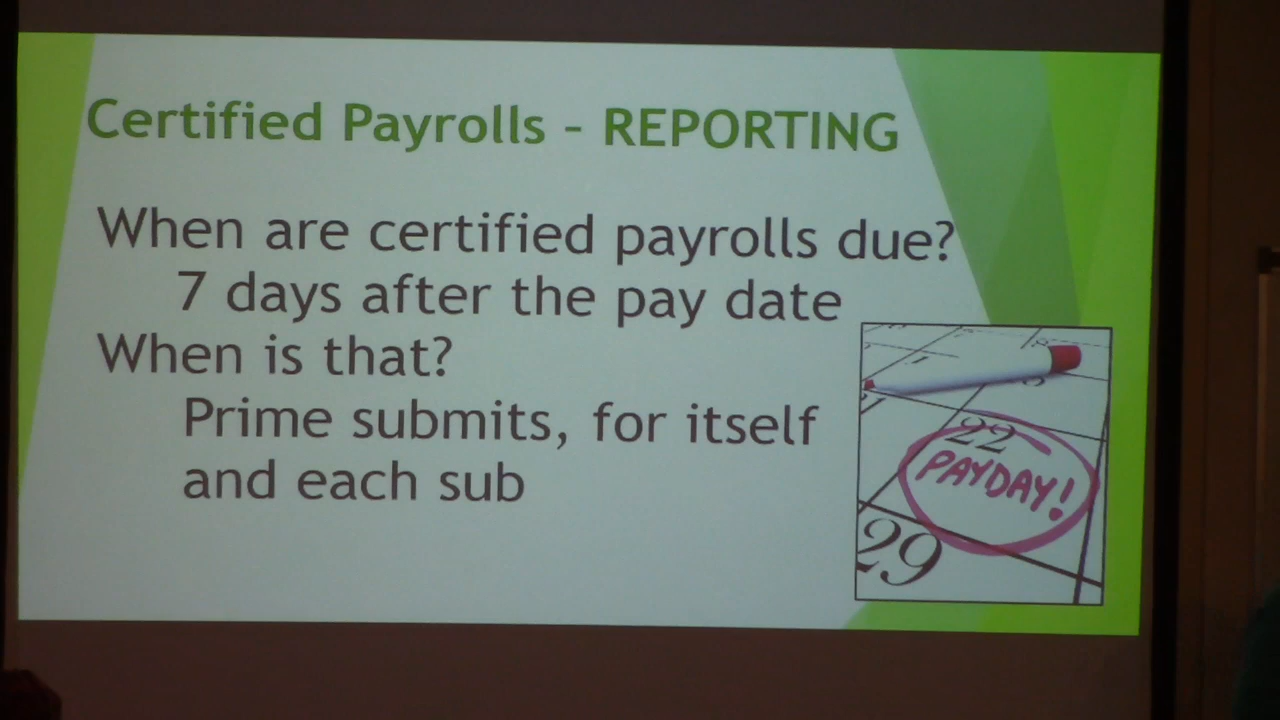 Certified Payrolls – REPORTING
When are certified payrolls due?
7 days after the pay date
When is that?
Prime submits, for itself
and each sub
22
PAYDAY!
29